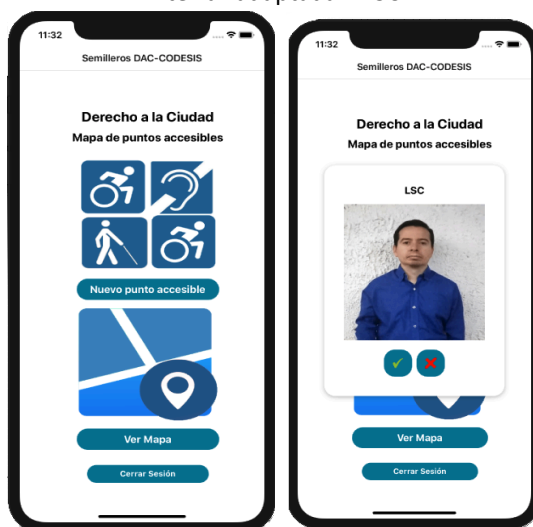 11:32
Semilleros DAC-CODESIS
Derecho a la Ciudad
Mapa de puntos accesibles
Nuevo punto accesible
Ver Mapa
Cerrar Sesión
11:32
Semilleros DAC-CODESIS
Derecho a la Ciudad
Mapa de puntos accesibles
LSC
Ver Mapa
Cerrar Sesión